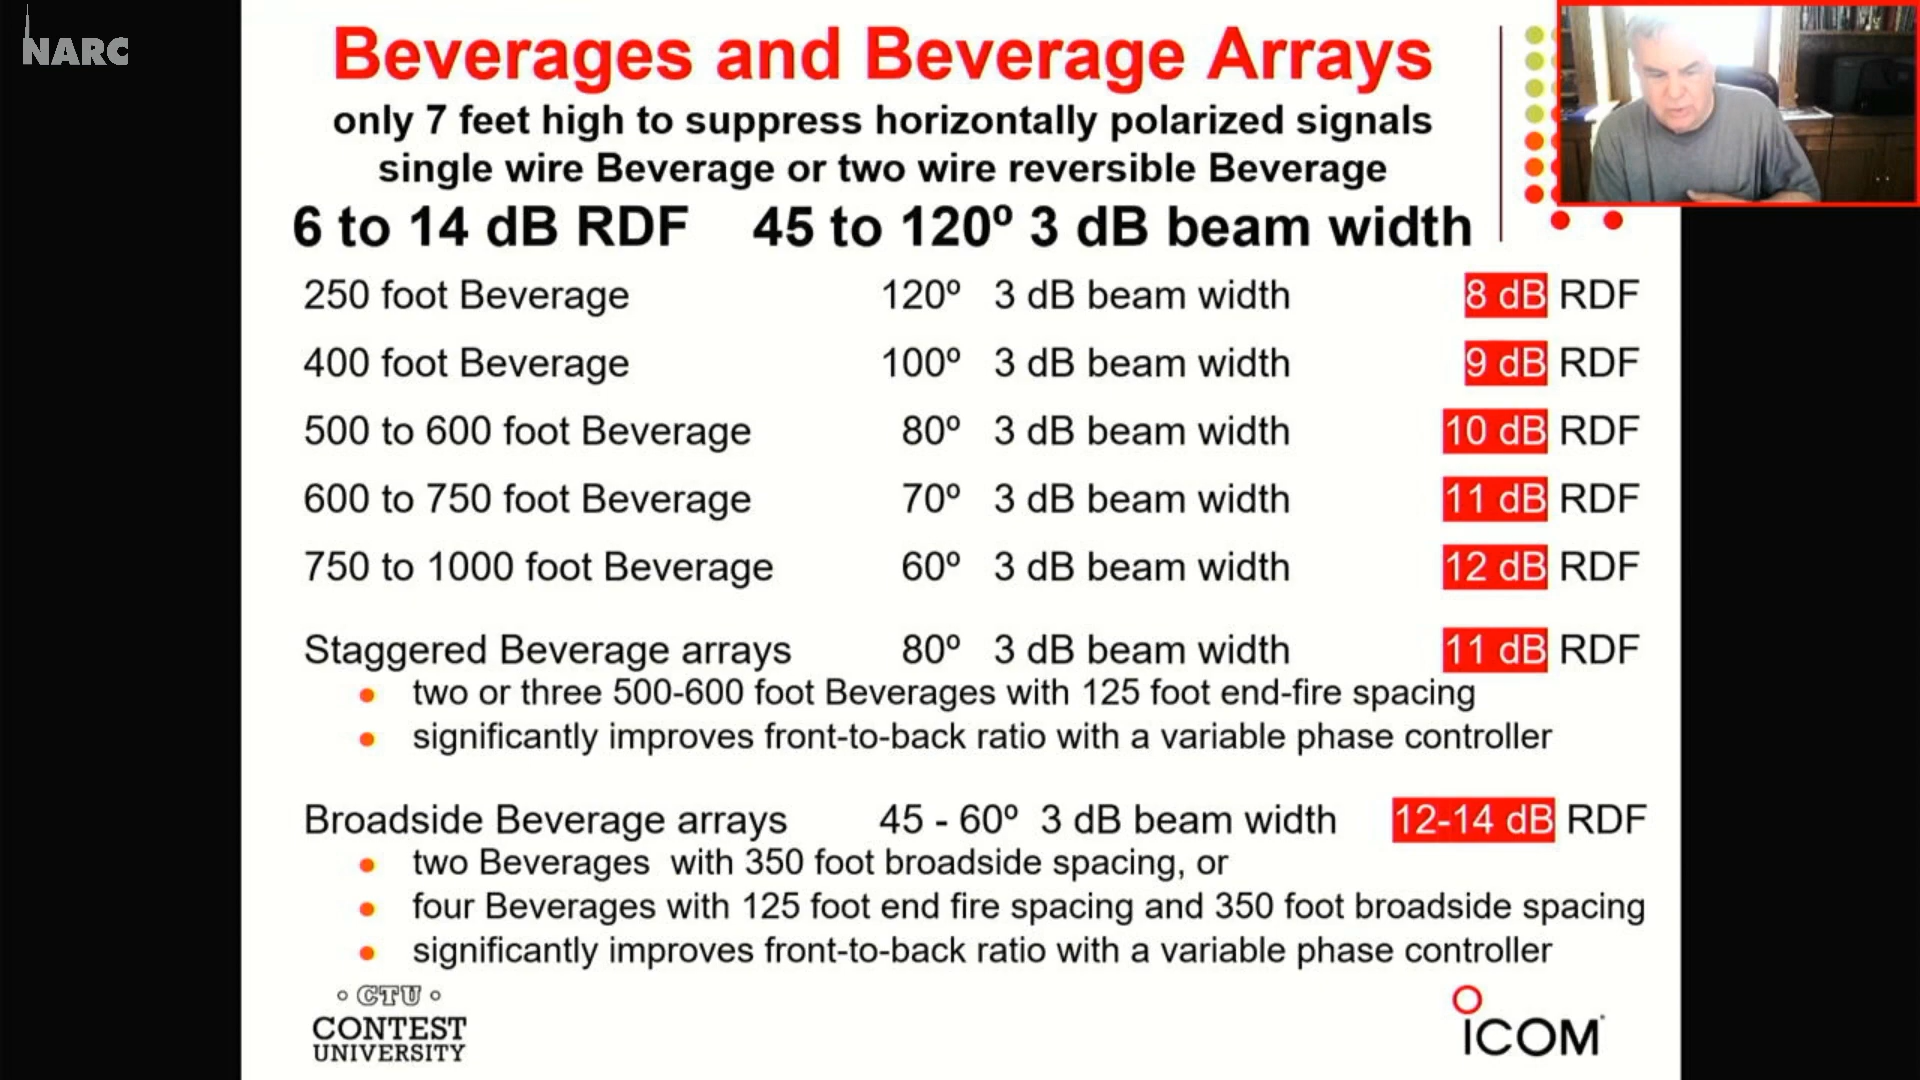 NARC
Beverages and Beverage Arrays
only 7 feet high to suppress horizontally polarized signals
single wire Beverage or two wire reversible Beverage
6 to 14 dB RDF 45 to 120º 3 dB beam width
250 foot Beverage 120º 3 dB beam width 8 dB RDF
400 foot Beverage 100º 3 dB beam width 9 dB RDF
500 to 600 foot Beverage 80º 3 dB beam width 10 dB RDF
600 to 750 foot Beverage 70º 3 dB beam width 11 dB RDF
750 to 1000 foot Beverage 60º 3 dB beam width 12 dB RDF
Staggered Beverage arrays 80º 3 dB beam width 11 dB RDF
• two or three 500-600 foot Beverages with 125 foot end-fire spacing
• significantly improves front-to-back ratio with a variable phase controller
Broadside Beverage arrays 45 - 60º 3 dB beam width 12-14 dB RDF
• two Beverages with 350 foot broadside spacing, or
• four Beverages with 125 foot end fire spacing and 350 foot broadside spacing
• significantly improves front-to-back ratio with a variable phase controller
CTU
CONTEST
UNIVERSITY
ICOM